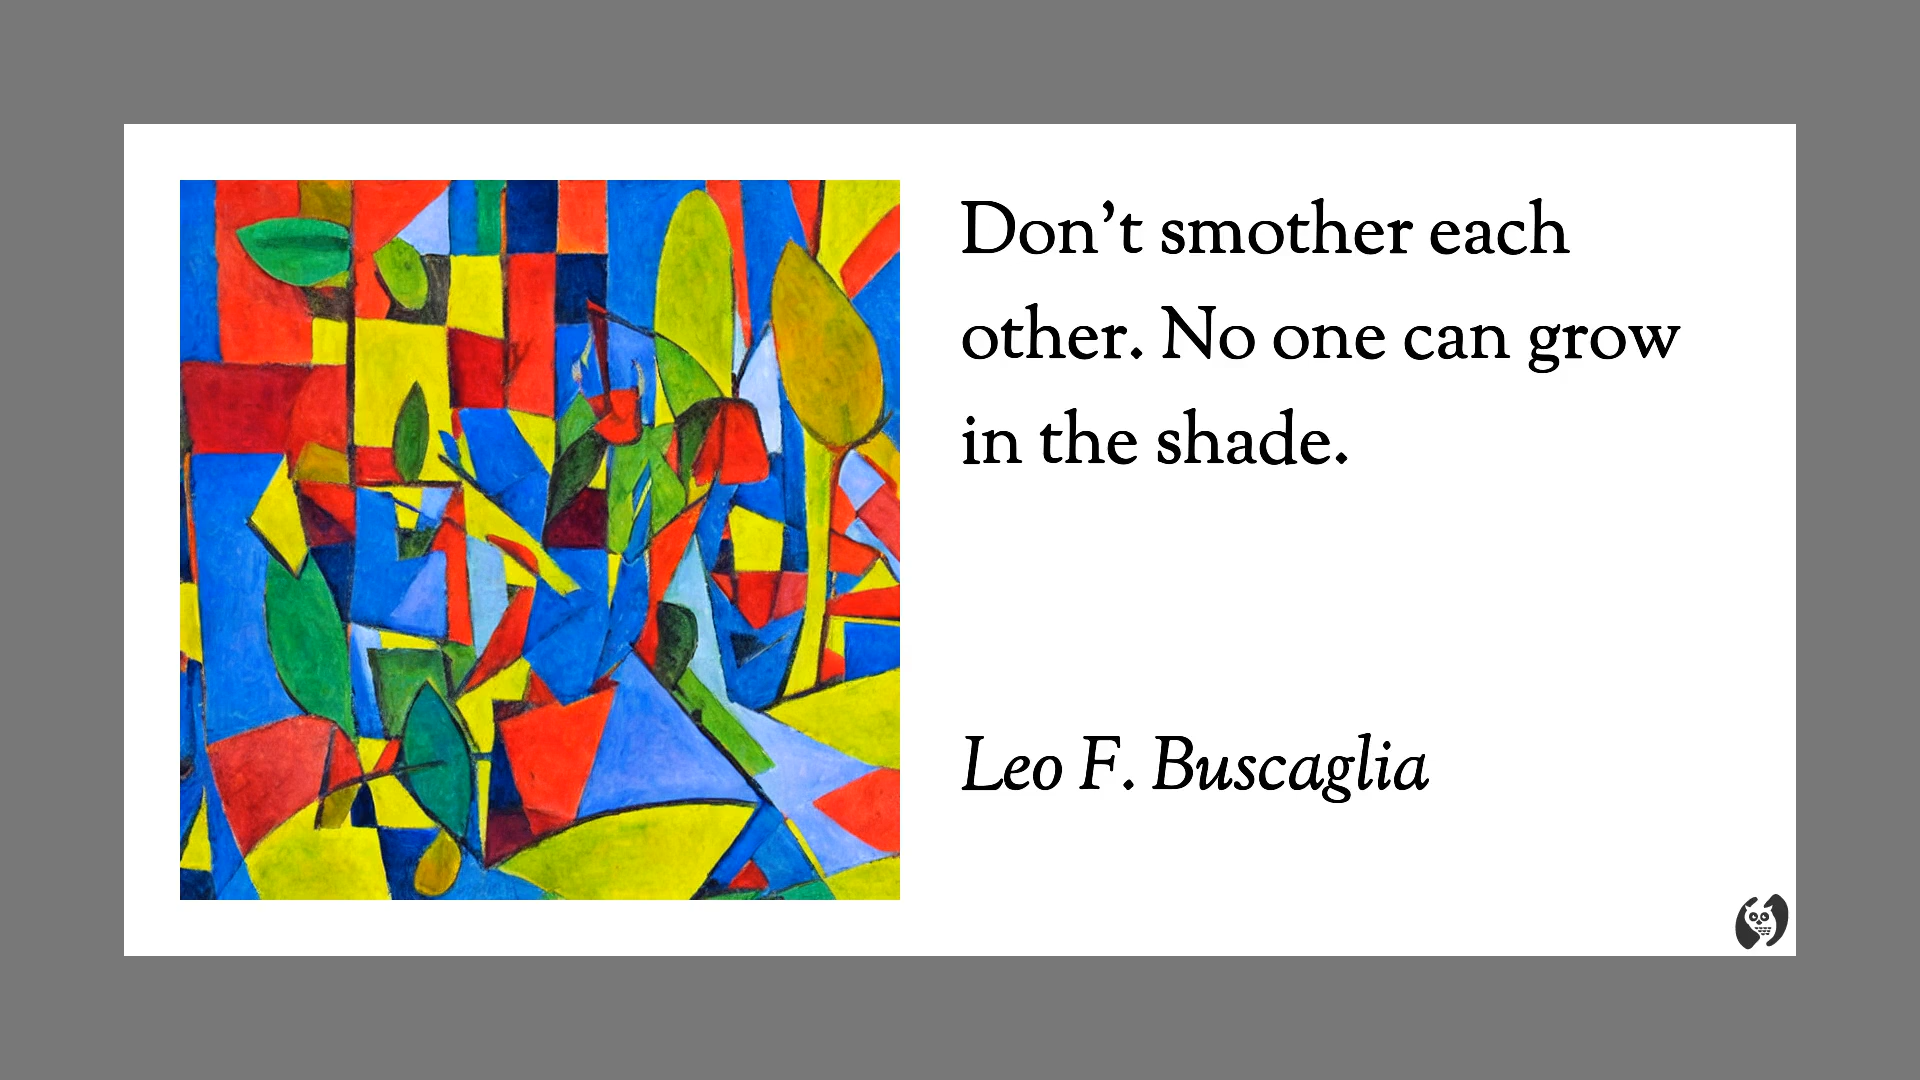 Don’t smother each
other. No one can grow
in the shade.
Leo F. Buscaglia